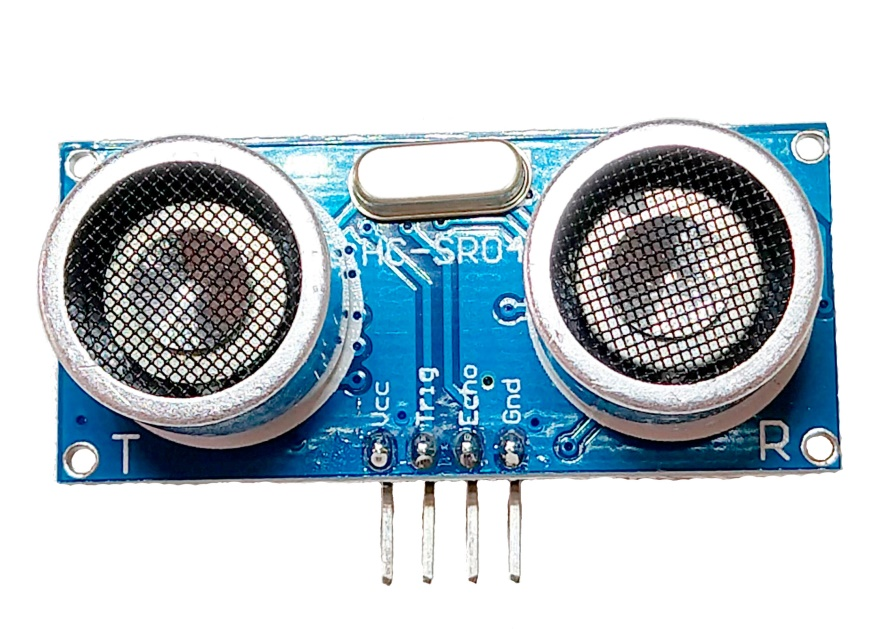 HC-SR04
Vcc
Trig
Echo
Gnd
T
R